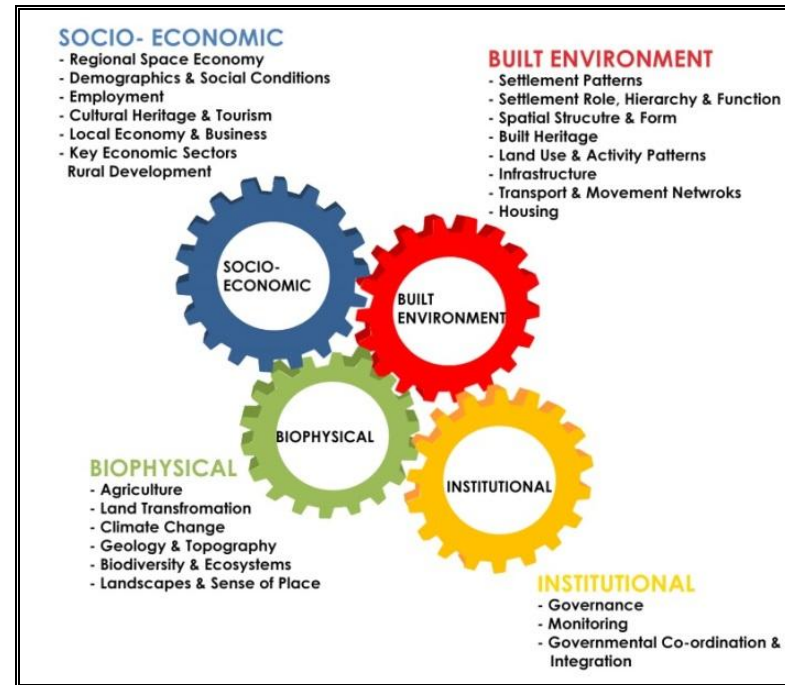 SOCIO- ECONOMIC
- Regional Space Economy
- Demographics & Social Conditions
- Employment
- Cultural Heritage & Tourism
- Local Economy & Business
- Key Economic Sectors
Rural Development
BUILT ENVIRONMENT
- Settlement Patterns
- Settlement Role, Hierarchy & Function
- Spatial Strucutre & Form
- Built Heritage
- Land Use & Activity Patterns
- Infrastructure
- Transport & Movement Netwroks
- Housing
SOCIO-
ECONOMIC
BUILT
ENVIRONMENT
BIOPHYSICAL
INSTITUTIONAL
BIOPHYSICAL
- Agriculture
- Land Transfromation
- Climate Change
- Geology & Topography
- Biodiversity & Ecosystems
- Landscapes & Sense of Place
INSTITUTIONAL
- Governance
- Monitoring
- Governmental Co-ordination &
Integration